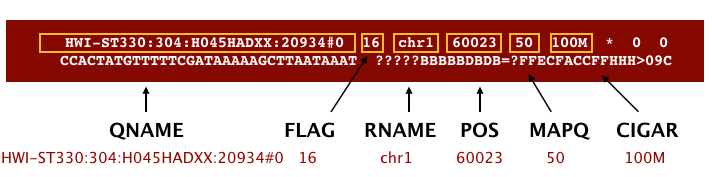 HWI-ST330:304:H045HADXX:20934#0 16 chr1 60023 50 100M * 0 0
CCACTATGTTTTTCGATAAAAAGCTTAATAAAT ?????BBBBBDBDB=?FFECFACCFFHHH>09C
QNAME FLAG RNAME POS MAPQ CIGAR
HWI-ST330:304:H045HADXX:20934#0 16 chr1 60023 50 100M